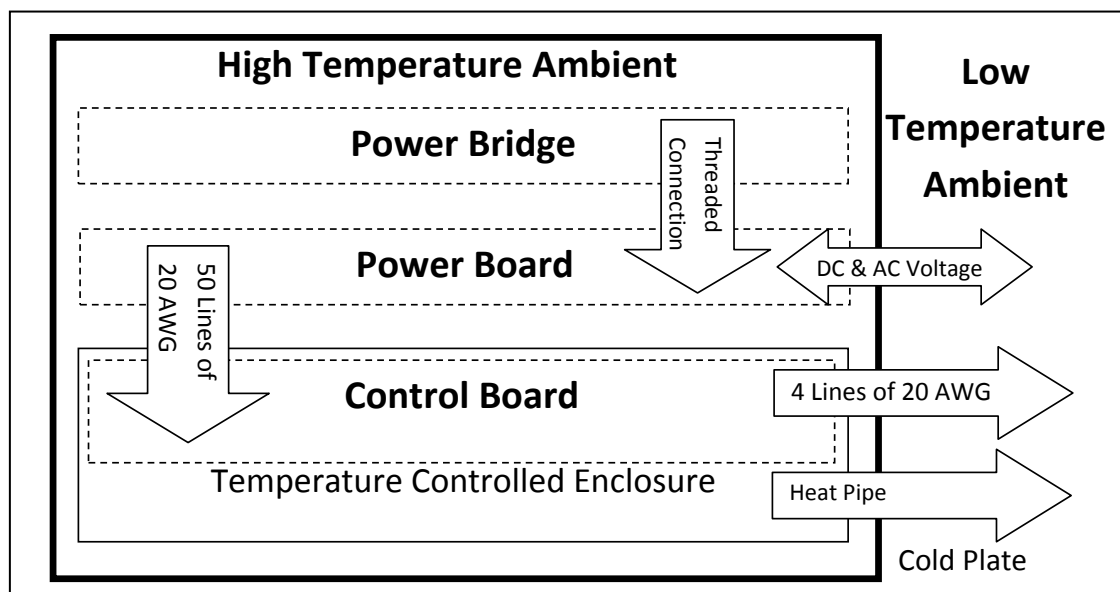 High Temperature Ambient
Low
Temperature
Ambient
Power Bridge
Threaded
Connection
Power Board
DC & AC Voltage
50 Lines of
20 AWG
Control Board
4 Lines of 20 AWG
Temperature Controlled Enclosure
Heat Pipe
Cold Plate